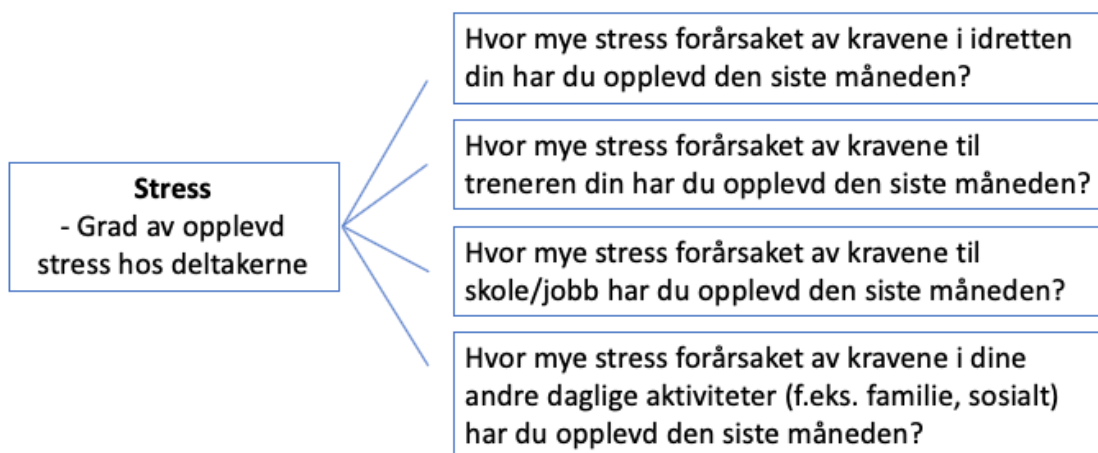 Stress
- Grad av opplevd
stress hos deltakerne
Hvor mye stress forårsaket av kravene i idretten
din har du opplevd den siste måneden?
Hvor mye stress forårsaket av kravene til
treneren din har du opplevd den siste måneden?
Hvor mye stress forårsaket av kravene til
skole/jobb har du opplevd den siste måneden?
Hvor mye stress forårsaket av kravene i dine
andre daglige aktiviteter (f.eks. familie, sosialt)
har du opplevd den siste måneden?